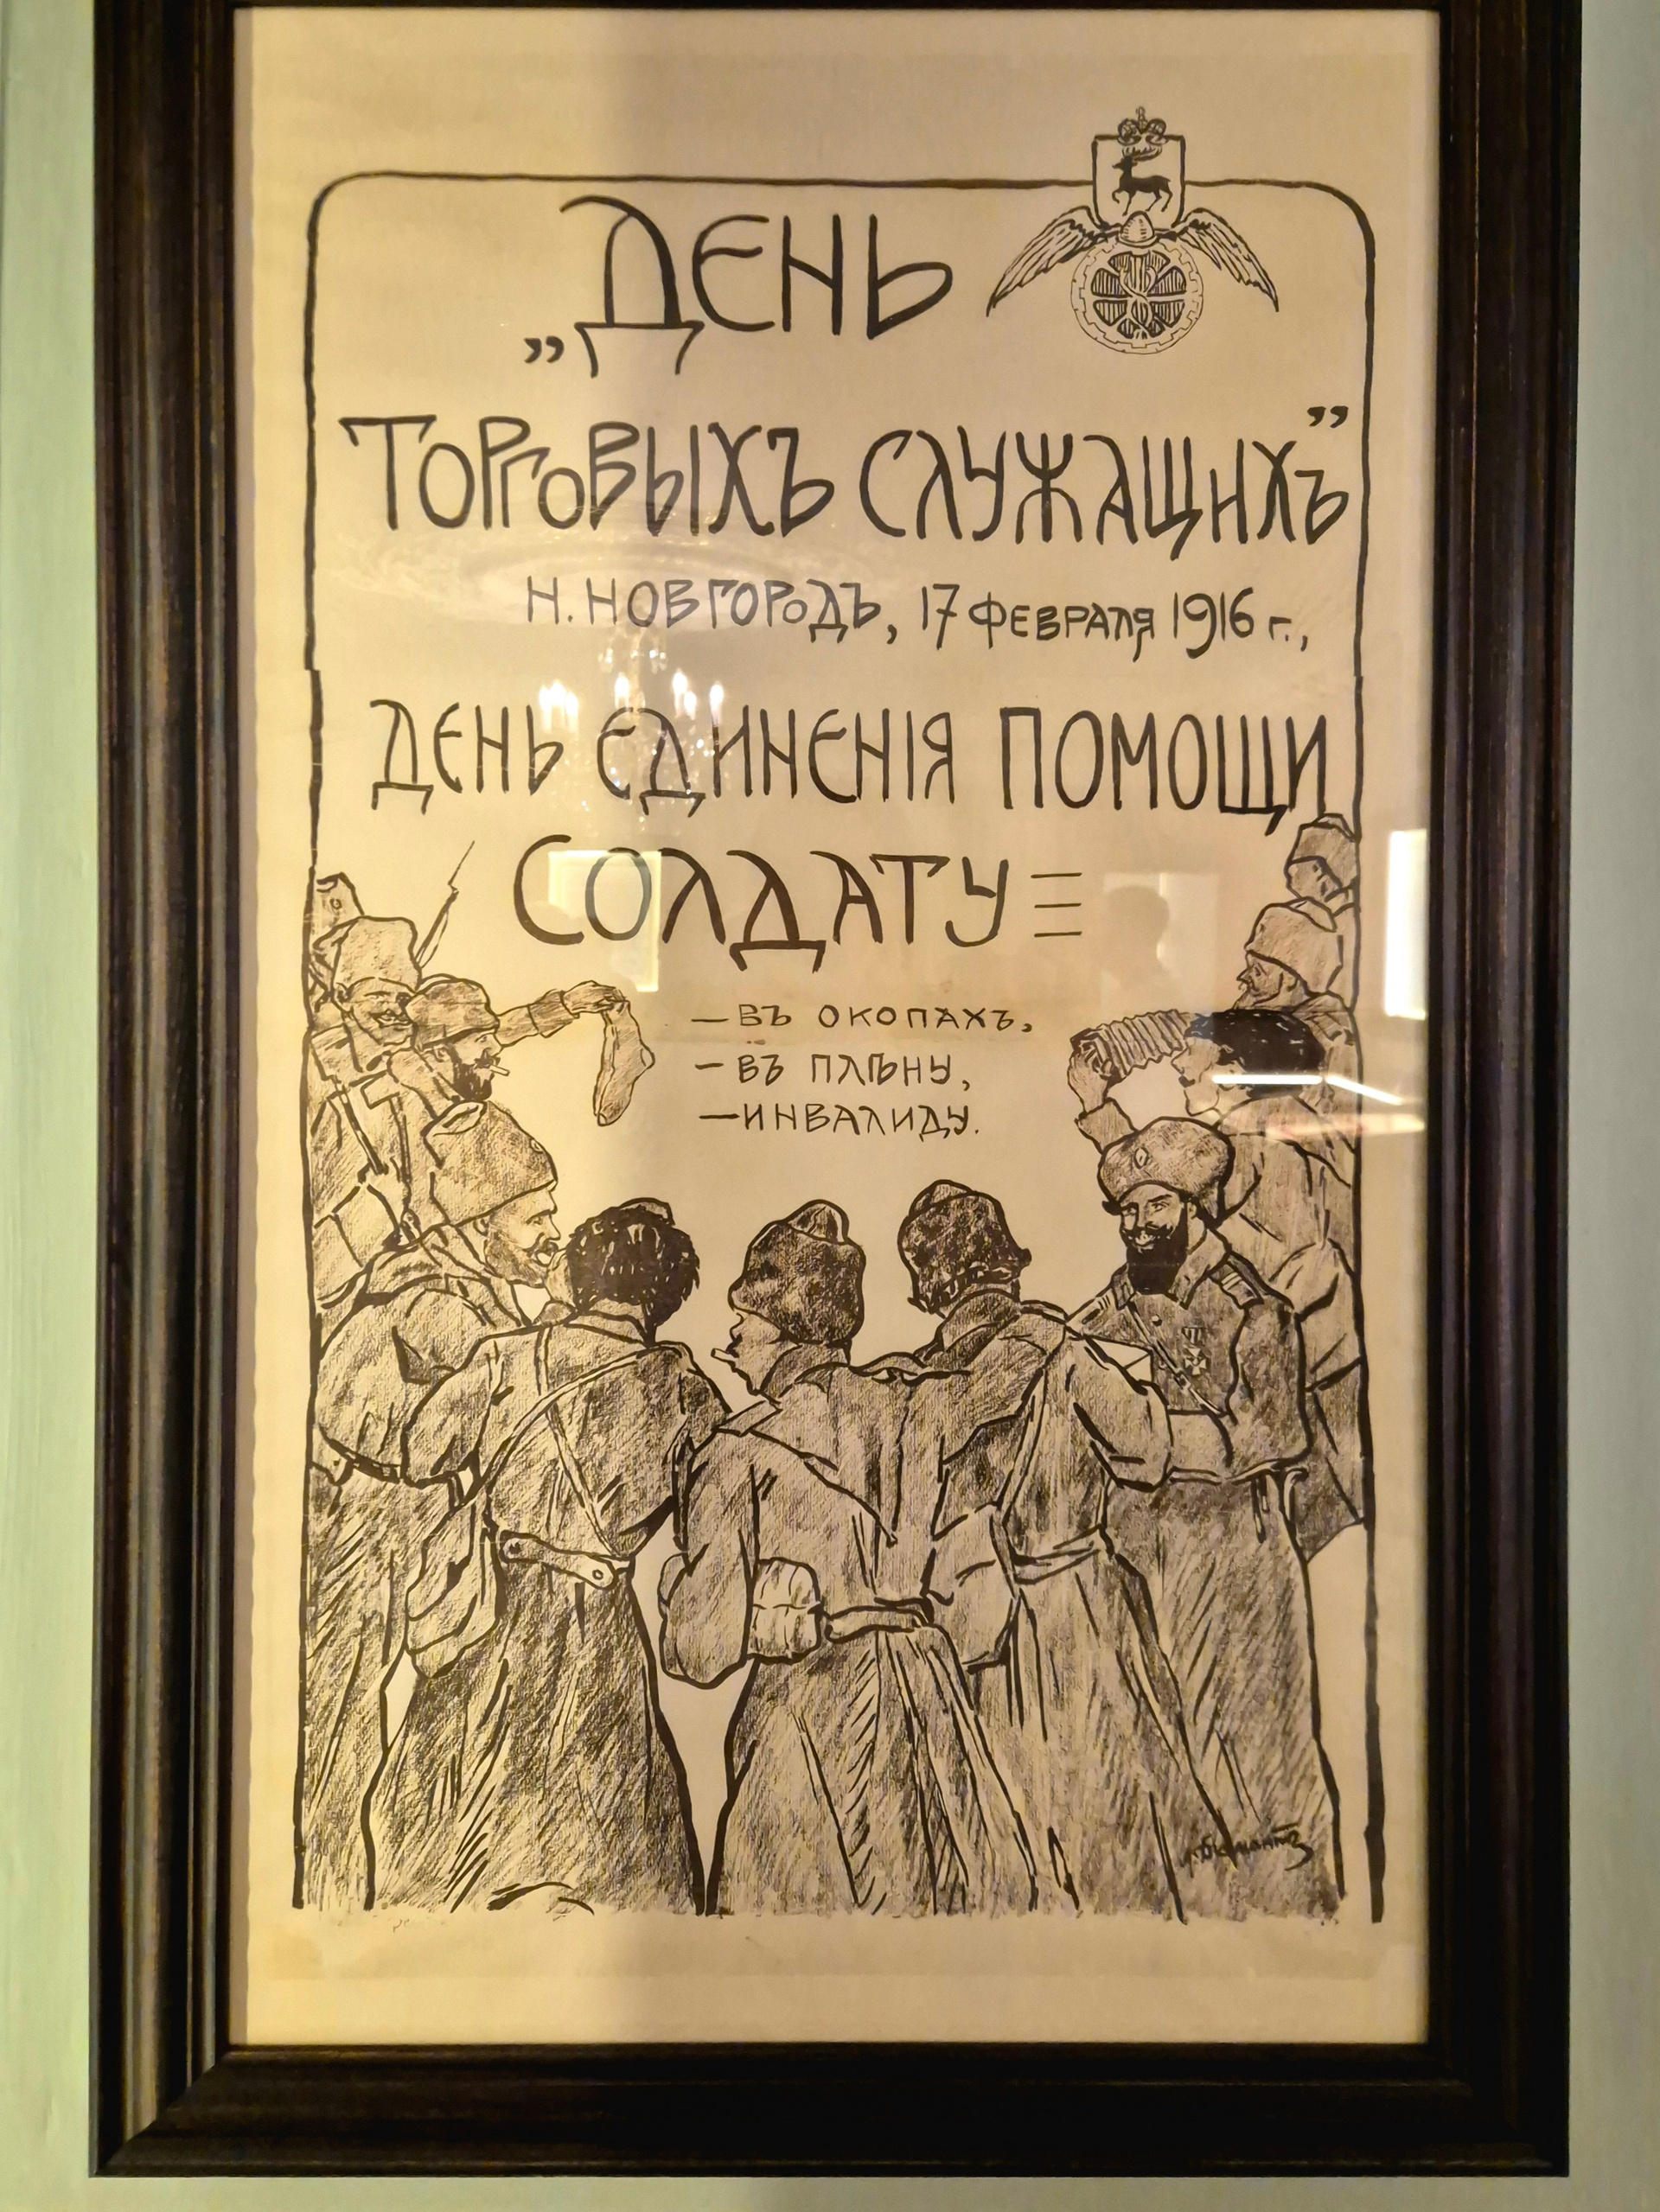 „ДЕНЬ
ТОРГОВЫХЪ СЛУЖАЩИХЪ”
Н. НОВГОРОДЪ, 17 ФЕВРАЛЯ 1916 г.,
ДЕНЬ ЕДИНЕНІЯ ПОМОЩИ
СОЛДАТУ
—ВЪ ОКОПАХЪ,
—ВЪ ПЛѢНУ,
—ИНВАЛИДУ.